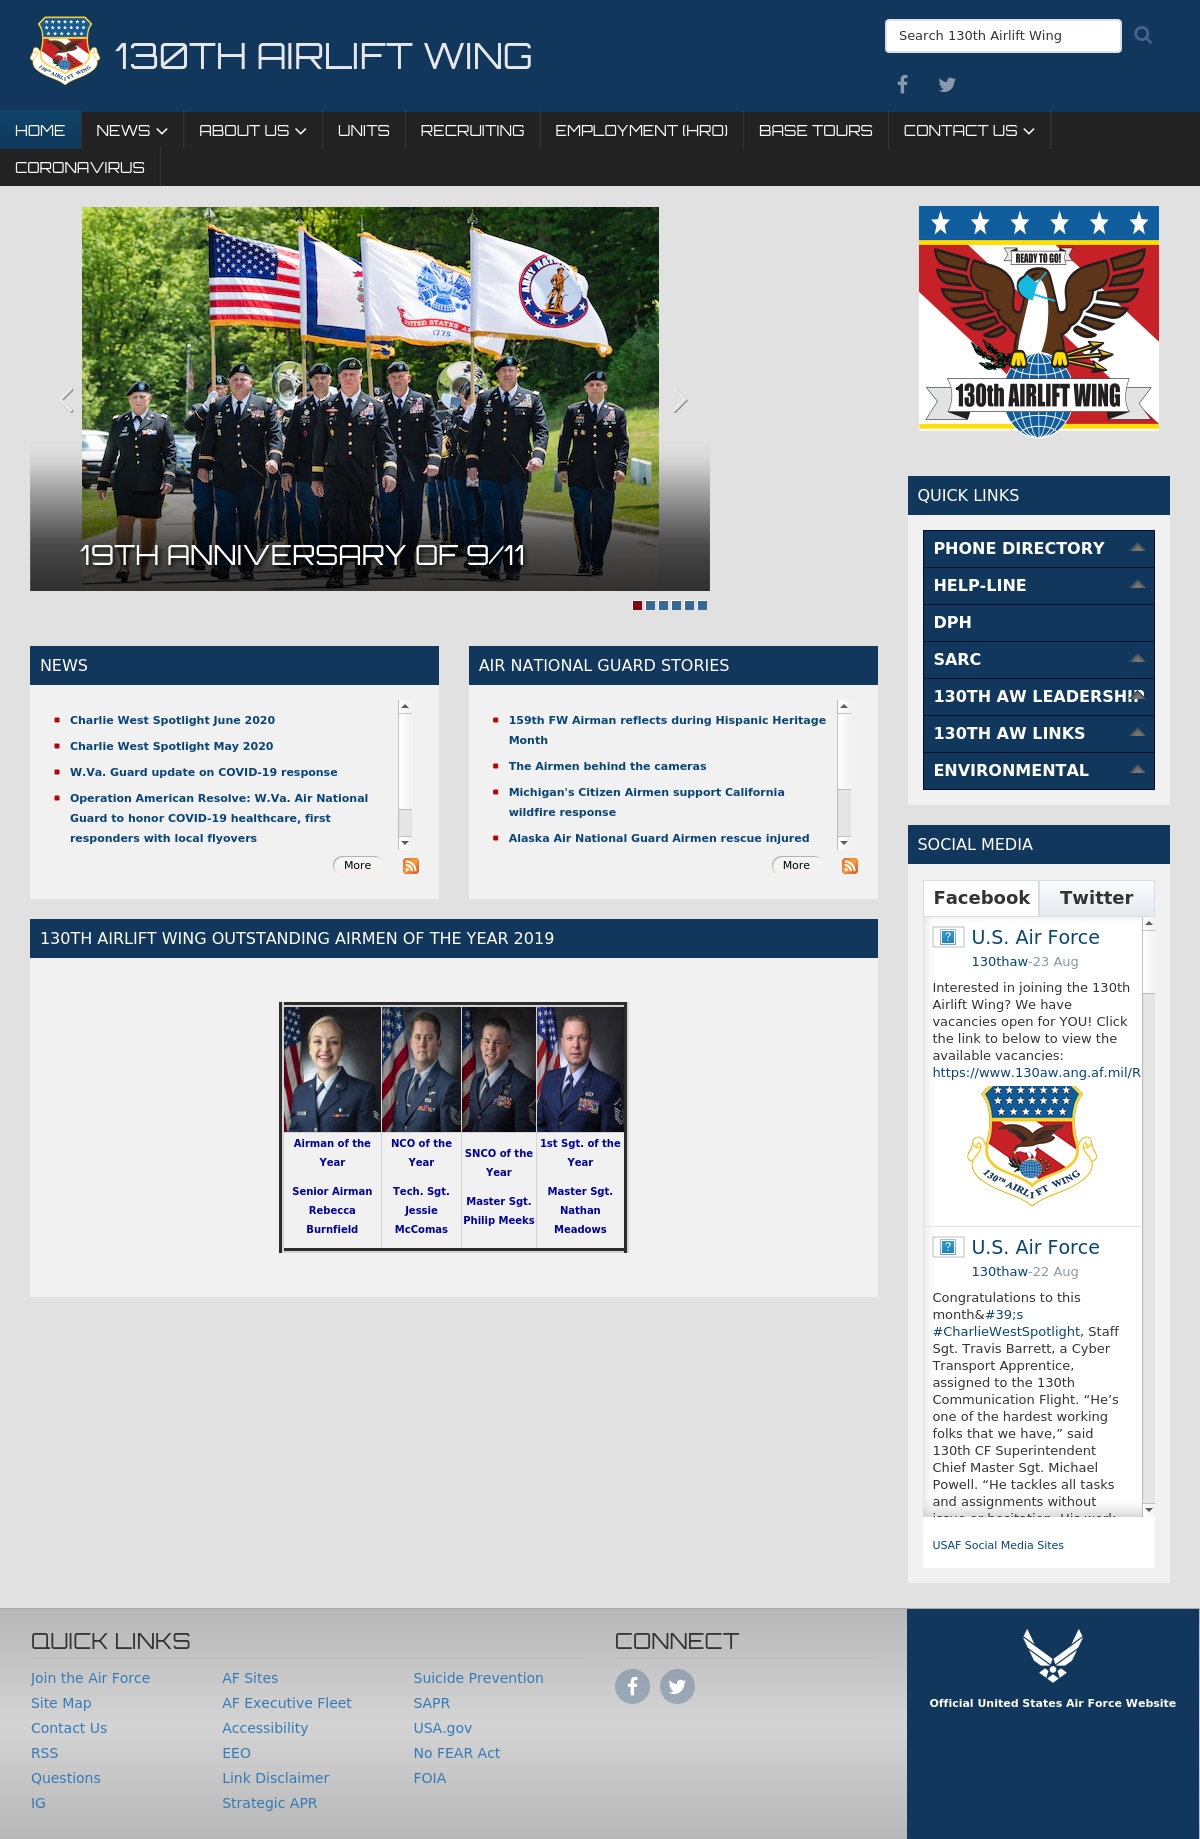 130TH AIRLIFT WING
130TH AIRLIFT WING
Search 130th Airlift Wing
HOME
NEWS
ABOUT US
UNITS
RECRUITING
EMPLOYMENT (HRO)
BASE TOURS
CONTACT US
CORONAVIRUS
UNITED STATES
1775
ARMY
19TH ANNIVERSARY OF 9/11
READY TO GO!
130th AIRLIFT WING
QUICK LINKS
PHONE DIRECTORY
HELP-LINE
DPH
SARC
130TH AW LEADERSHIP
130TH AW LINKS
ENVIRONMENTAL
NEWS
Charlie West Spotlight June 2020
Charlie West Spotlight May 2020
W.Va. Guard update on COVID-19 response
Operation American Resolve: W.Va. Air National
Guard to honor COVID-19 healthcare, first
responders with local flyovers
More
AIR NATIONAL GUARD STORIES
159th FW Airman reflects during Hispanic Heritage
Month
The Airmen behind the cameras
Michigan's Citizen Airmen support California
wildfire response
Alaska Air National Guard Airmen rescue injured
More
130TH AIRLIFT WING OUTSTANDING AIRMEN OF THE YEAR 2019
Airman of the
Year
Senior Airman
Rebecca
Burnfield
NCO of the
Year
Tech. Sgt.
Jessie
McComas
SNCO of the
Year
Master Sgt.
Philip Meeks
1st Sgt. of the
Year
Master Sgt.
Nathan
Meadows
SOCIAL MEDIA
Facebook
Twitter
U.S. Air Force
130thaw-23 Aug
Interested in joining the 130th
Airlift Wing? We have
vacancies open for YOU! Click
the link to below to view the
available vacancies:
https://www.130aw.ang.af.mil/R
130TH AIRLIFT WING
U.S. Air Force
130thaw-22 Aug
Congratulations to this
month&#39;s
#CharlieWestSpotlight, Staff
Sgt. Travis Barrett, a Cyber
Transport Apprentice,
assigned to the 130th
Communication Flight. “He’s
one of the hardest working
folks that we have,” said
130th CF Superintendent
Chief Master Sgt. Michael
Powell. “He tackles all tasks
and assignments without
USAF Social Media Sites
QUICK LINKS
Join the Air Force
Site Map
Contact Us
RSS
Questions
IG
AF Sites
AF Executive Fleet
Accessibility
EEO
Link Disclaimer
Strategic APR
Suicide Prevention
SAPR
USA.gov
No FEAR Act
FOIA
CONNECT
Official United States Air Force Website